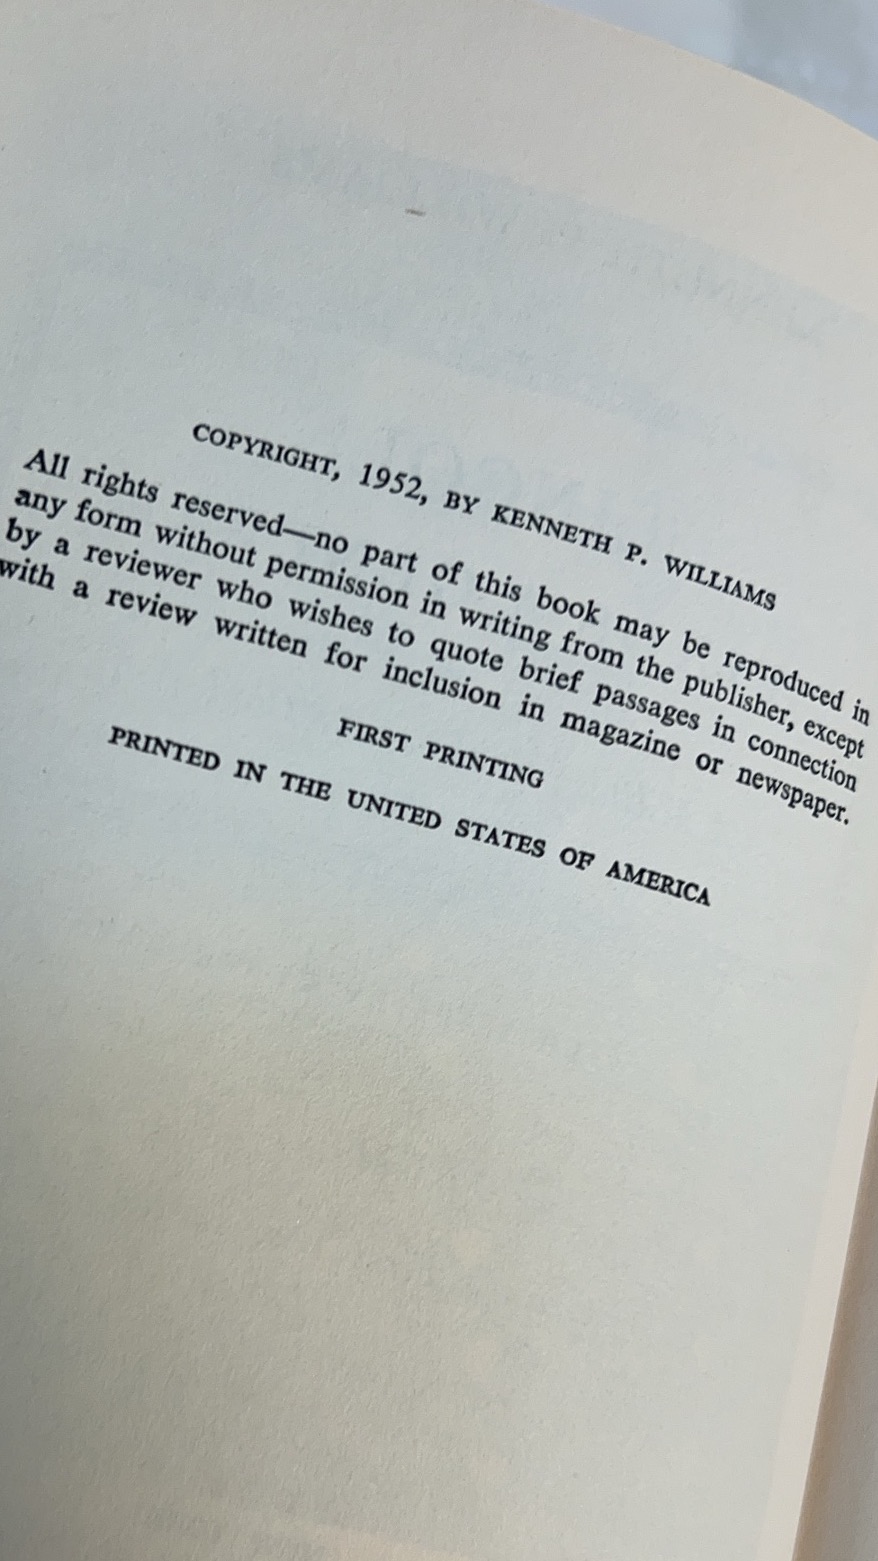 COPYRIGHT, 1952, BY KENNETH P. WILLIAMS
All rights reserved—no part of this book may be reproduced in
any form without permission in writing from the publisher, except
by a reviewer who wishes to quote brief passages in connection
with a review written for inclusion in magazine or newspaper.
FIRST PRINTING
PRINTED IN THE UNITED STATES OF AMERICA